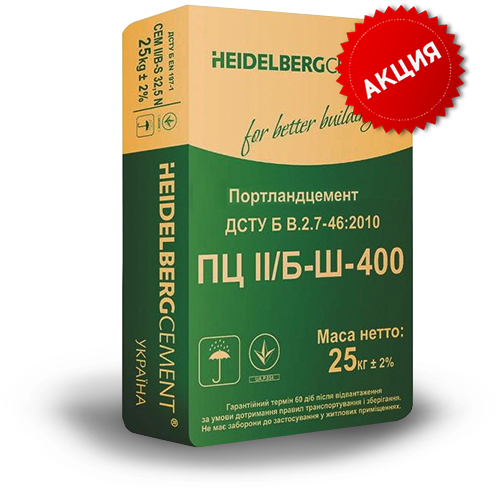 АКЦИЯ
HEIDELBERGCE
for better buildin
Портландцемент
ДСТУ Б В.2.7-46:2010
ПЦ II/Б-Ш-400
Маса нетто:
25кг ± 2%
Гарантійний термін 60 діб після відвантаження
за умови дотримання правил транспортування і зберігання.
Не має заборони до застосування у житлових приміщеннях.
ДСТУ Б EN 197-1
CEM II/B-S 32,5 N
25kg ± 2%
HEIDELBERGCEMENT®
УКРАЇНА